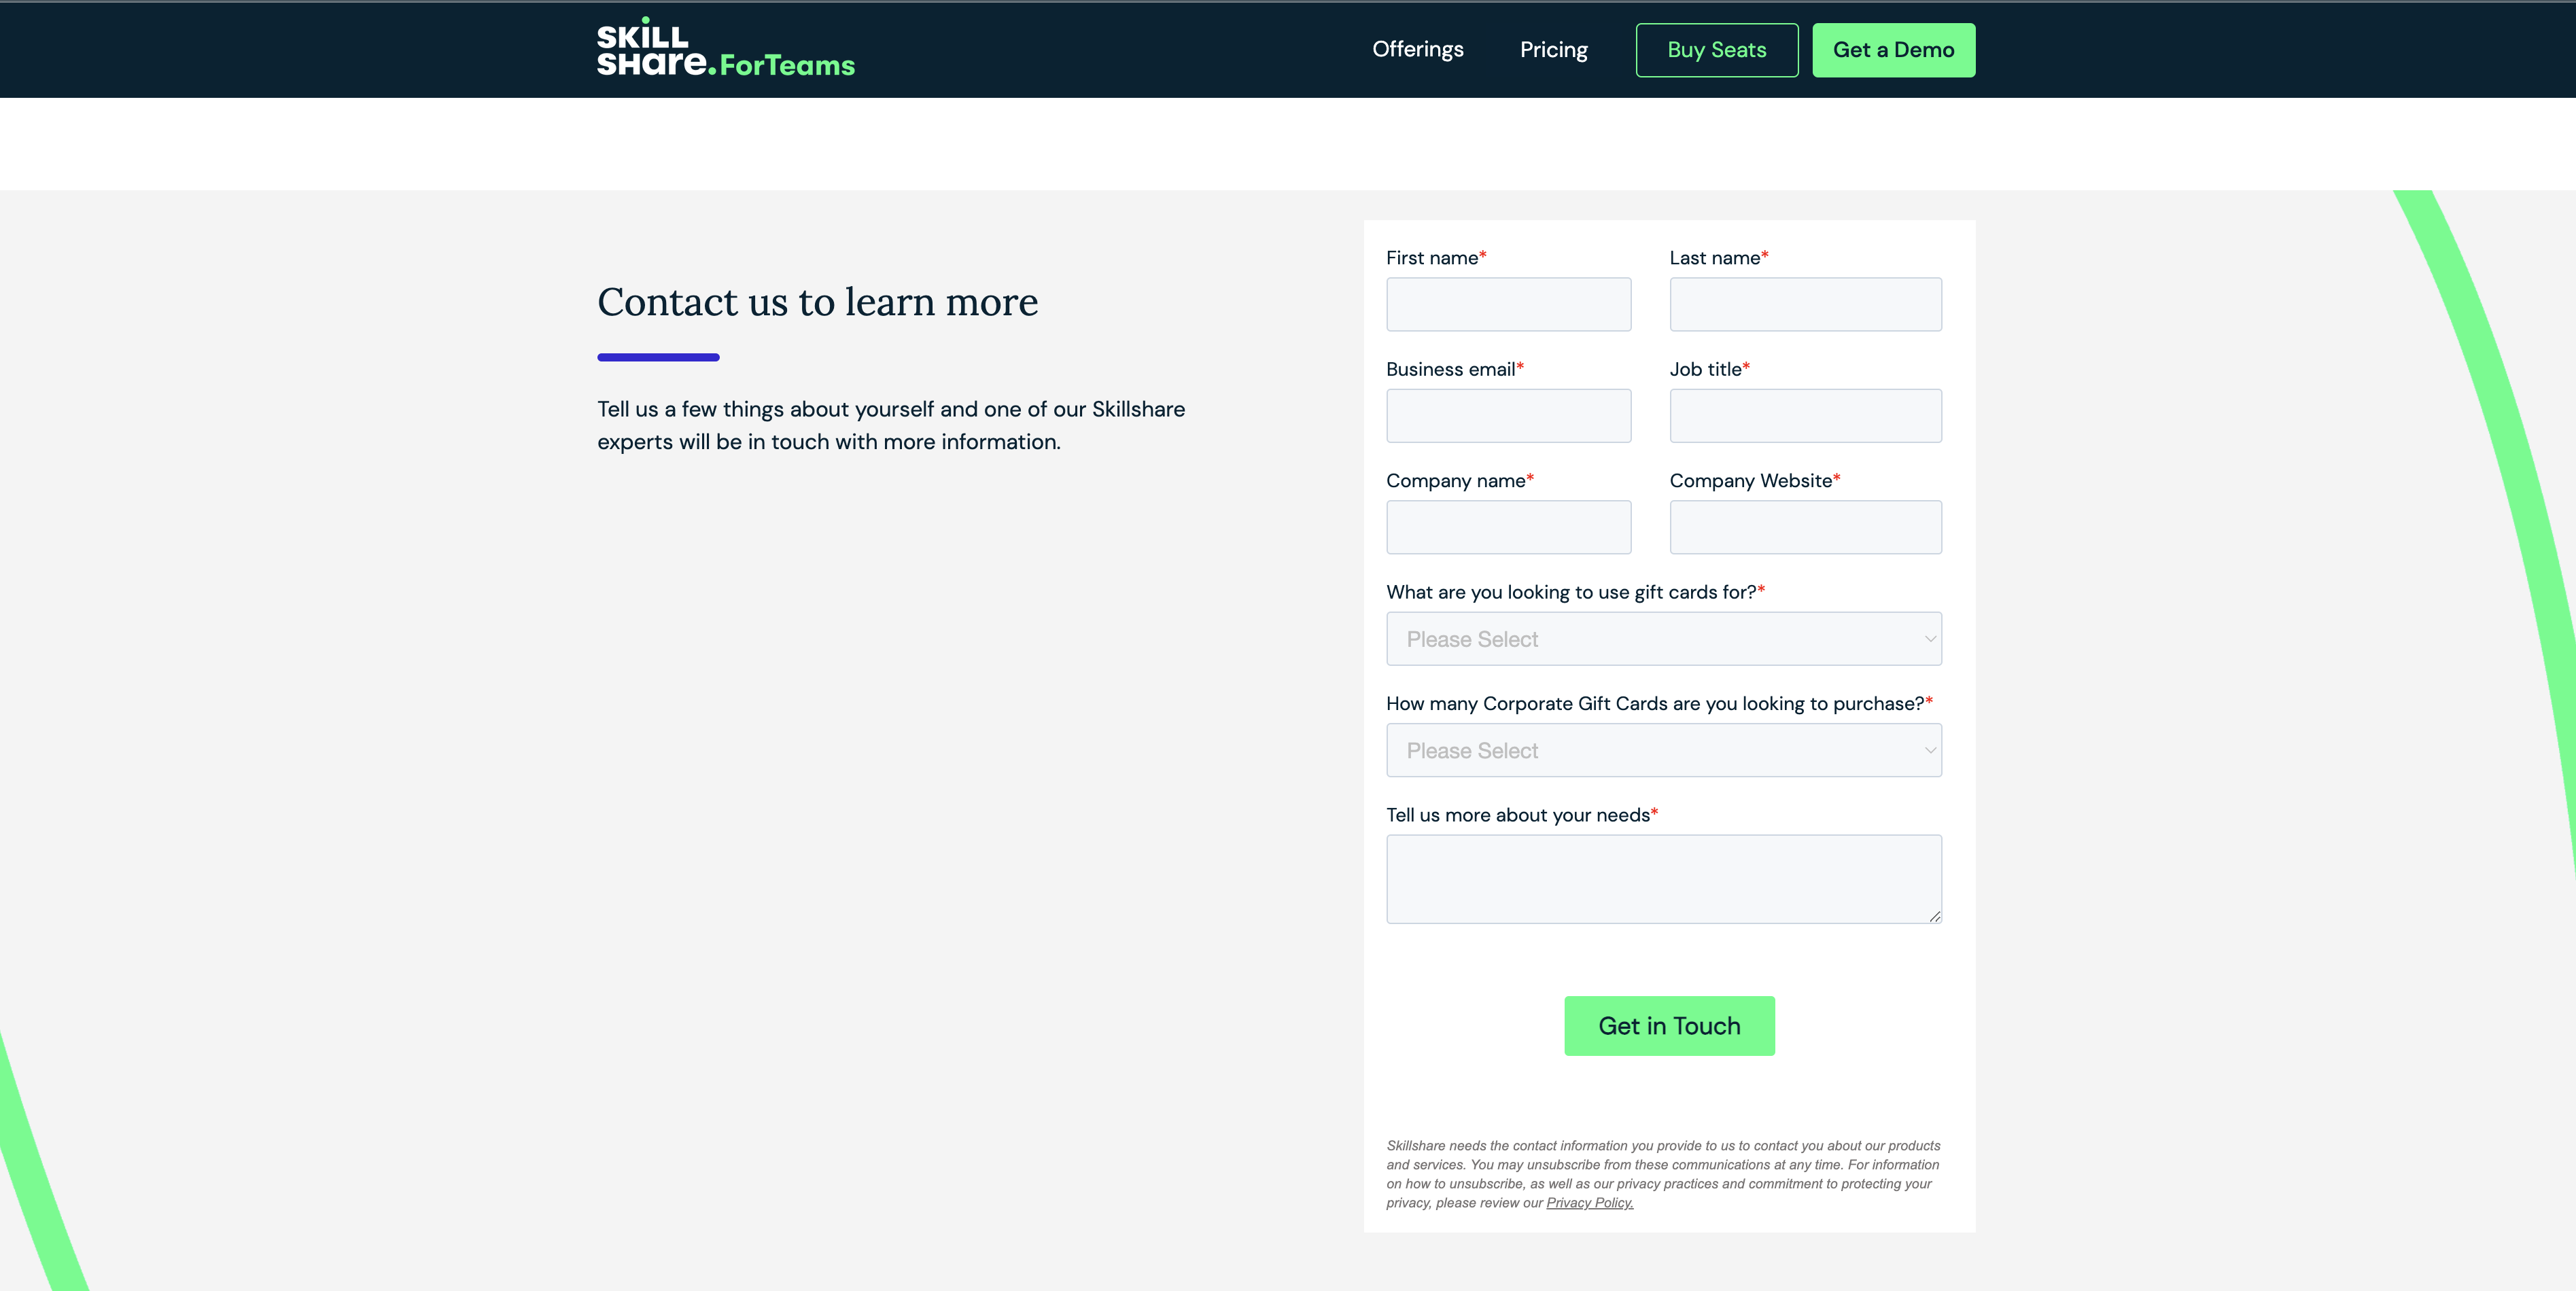 SKILL
SHare.ForTeams
Offerings
Pricing
Buy Seats
Get a Demo
Contact us to learn more
Tell us a few things about yourself and one of our Skillshare
experts will be in touch with more information.
First name*
Last name*
Business email*
Job title*
Company name*
Company Website*
What are you looking to use gift cards for?*
Please Select
How many Corporate Gift Cards are you looking to purchase?*
Please Select
Tell us more about your needs*
Get in Touch
Skillshare needs the contact information you provide to us to contact you about our products
and services. You may unsubscribe from these communications at any time. For information
on how to unsubscribe, as well as our privacy practices and commitment to protecting your
privacy, please review our Privacy Policy.